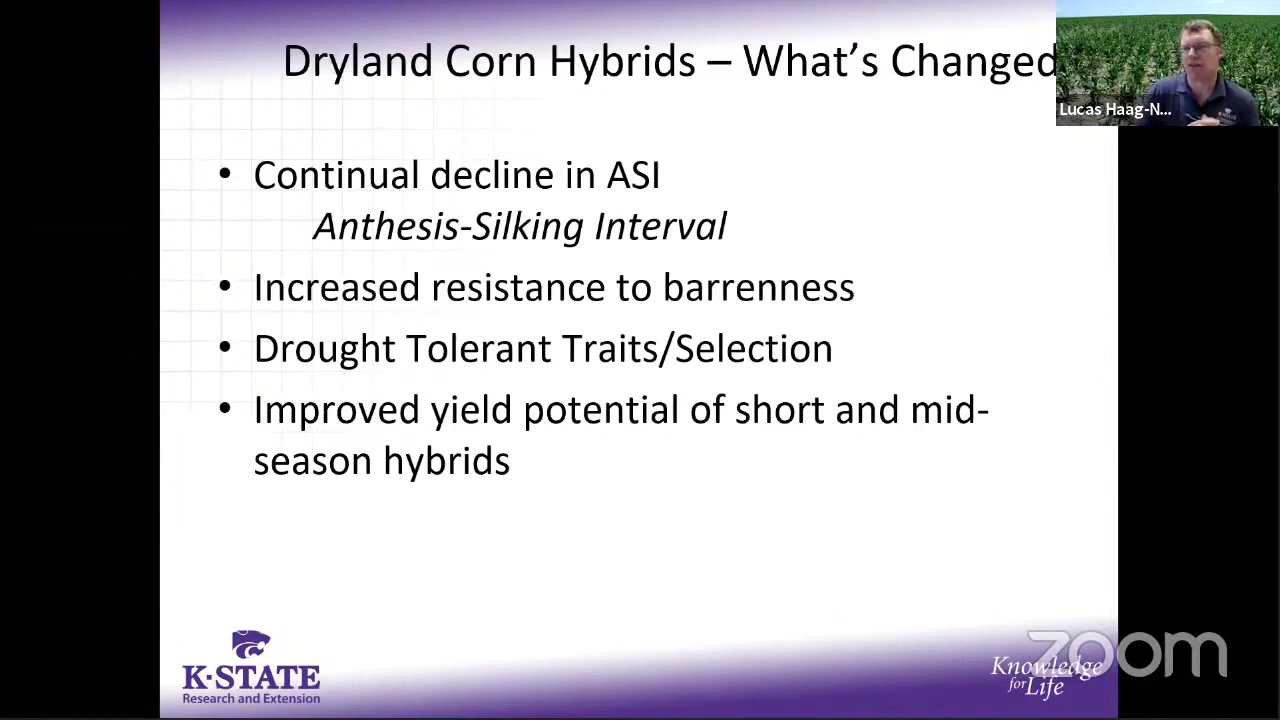 Dryland Corn Hybrids – What's Changed
Lucas Haag-N...
• Continual decline in ASI
Anthesis-Silking Interval
• Increased resistance to barrenness
• Drought Tolerant Traits/Selection
• Improved yield potential of short and mid-
season hybrids
K-STATE
Research and Extension
Knowledge
for Life
zoom